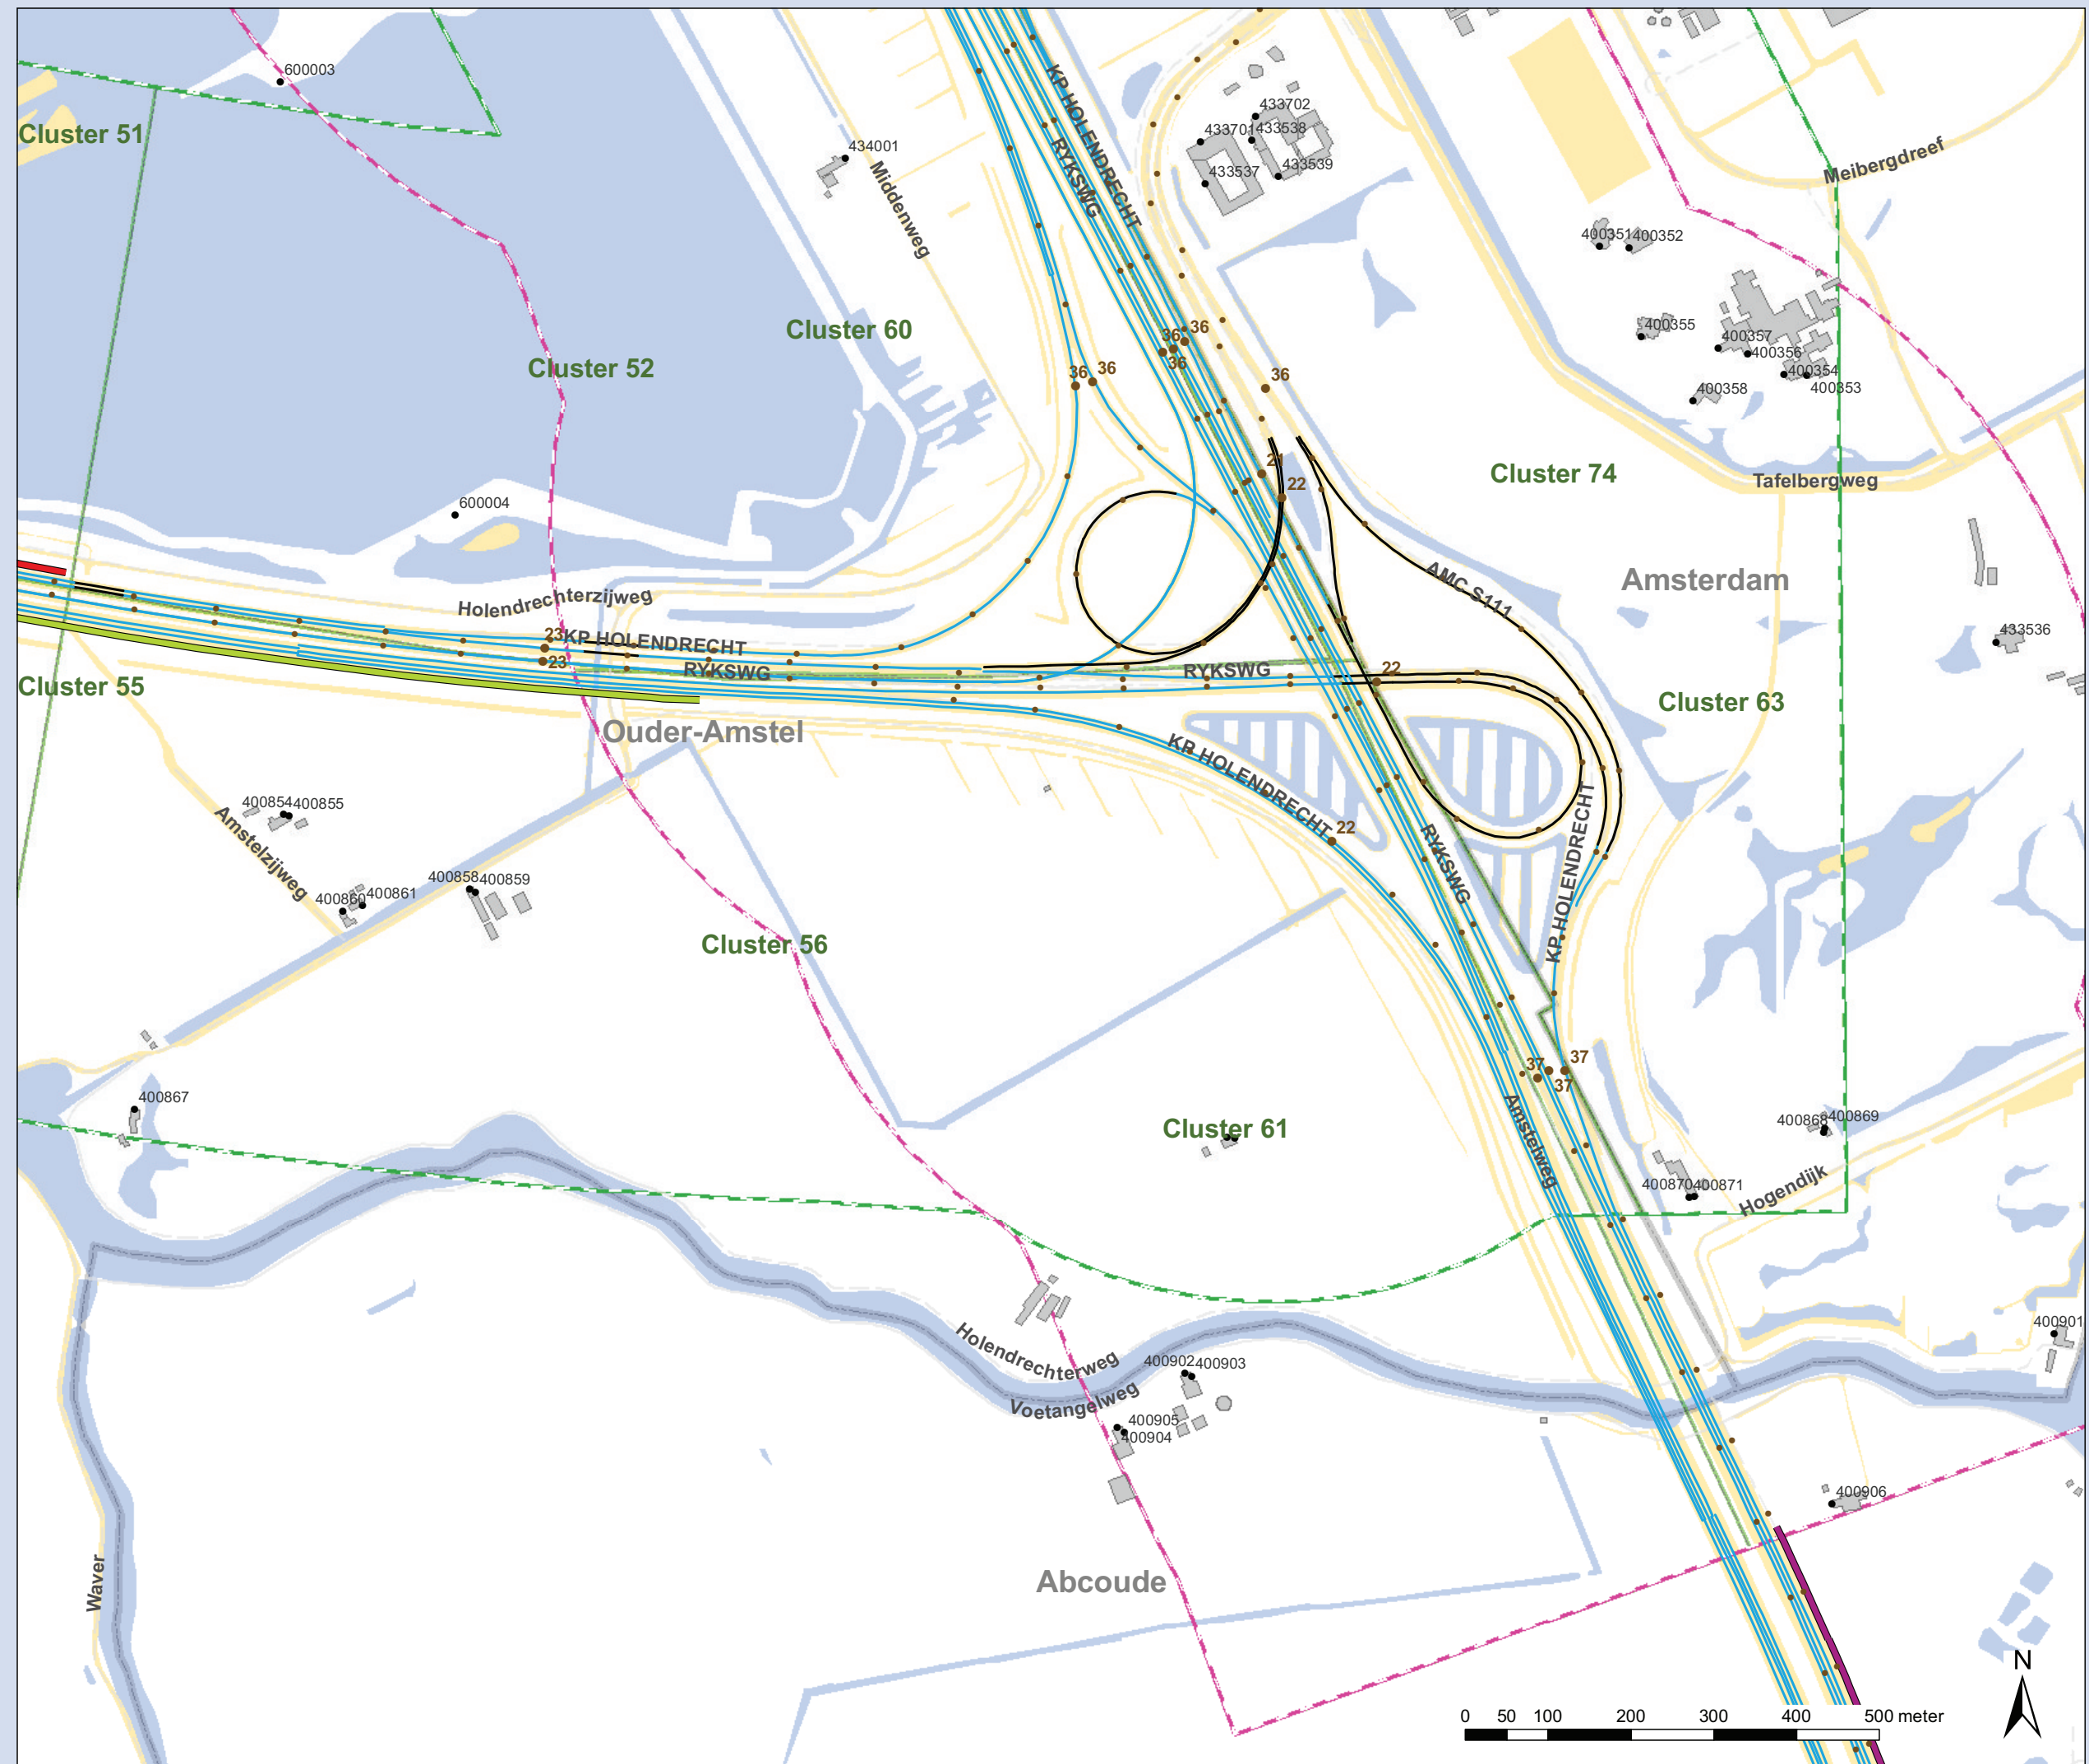 600003
Cluster 51
434001
Middenweg
KP HOLENDRECHT
RYKSWG
433702
433701
433538
433537
433539
Meibergdreef
400351
400352
Cluster 60
Cluster 52
400355
400357
400356
400354
400353
400358
36
36
36
36
36
36
Cluster 74
Tafelbergweg
21
22
600004
AMC S111
Amsterdam
Holendrechterzijweg
433536
23
KP HOLENDRECHT
23
RYKSWG
RYKSWG
22
Cluster 55
Cluster 63
Ouder-Amstel
KP HOLENDRECHT
22
400854
400855
Amstelzijweg
RYKSWG
KP HOLENDRECHT
400858
400859
400860
400861
Cluster 56
37
37
37
400867
Amstelweg
Cluster 61
400868
400869
400870
400871
Hogendijk
Holendrechterweg
400901
400902
400903
Voetangelweg
400905
400904
400906
Waver
Abcoude
N
0 50 100 200 300 400 500 meter